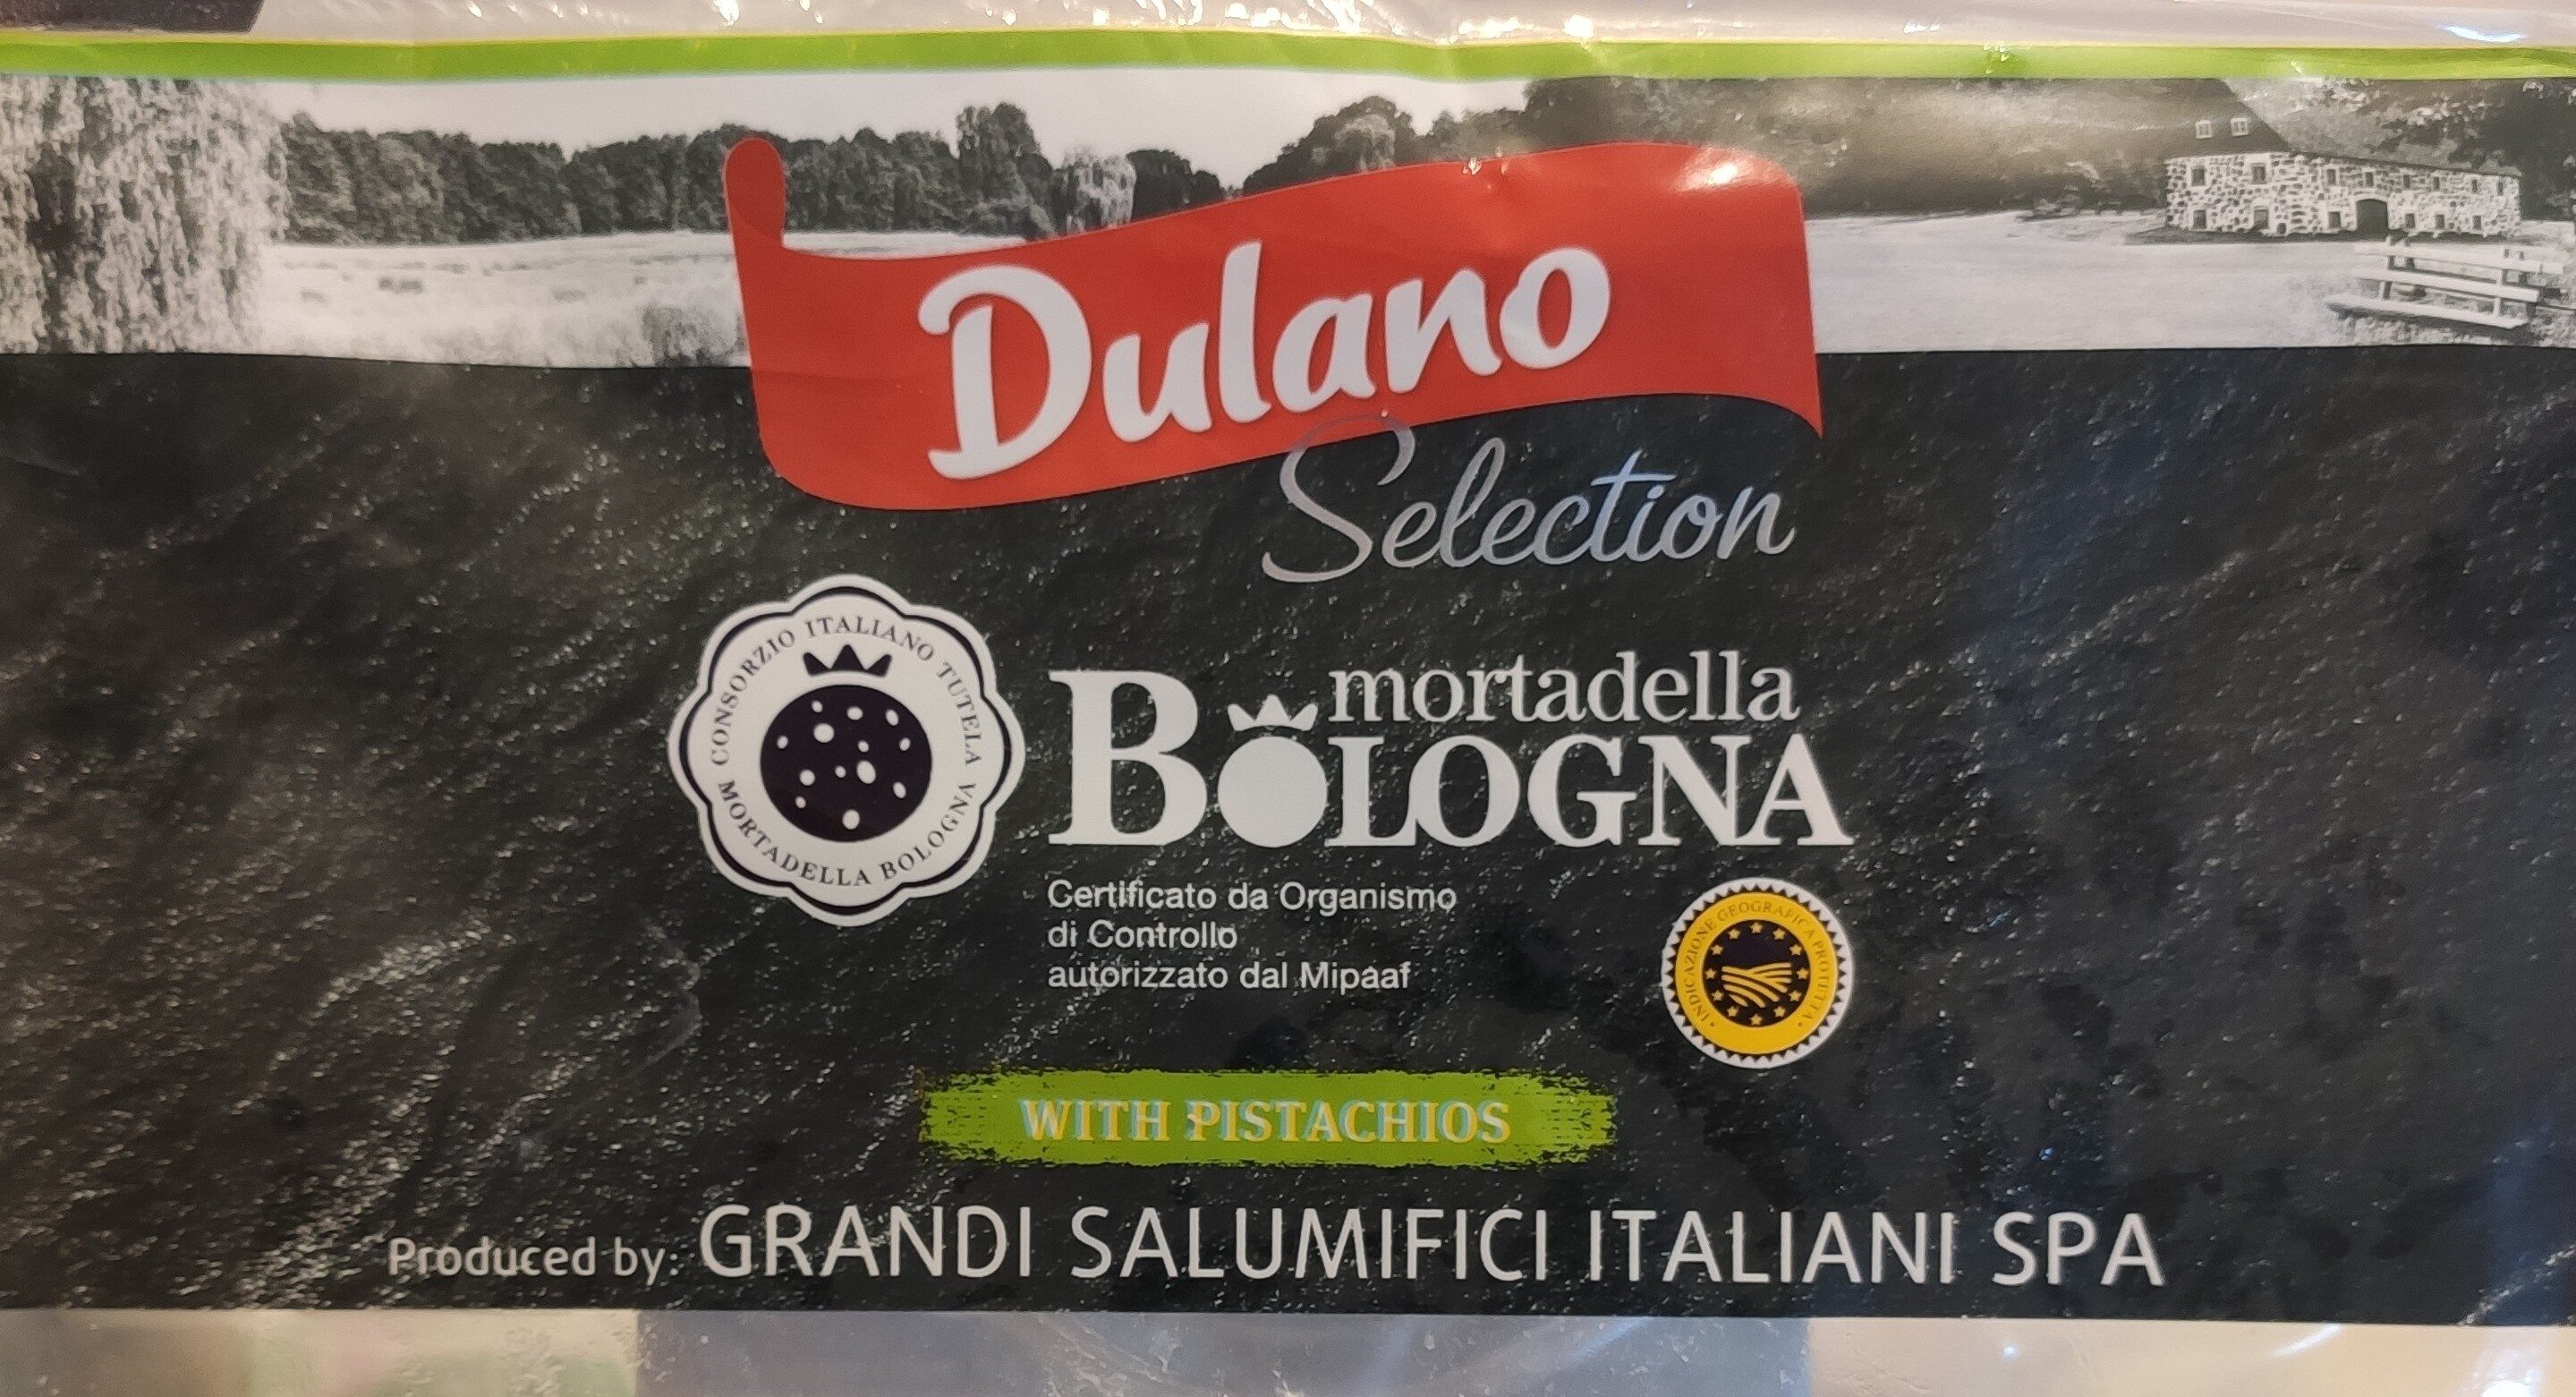 Dulano
Selection
CONSORZIO ITALIANO TUTELA
MORTADELLA BOLOGNA
mortadella
BOLOGNA
Certificato da Organismo
di Controllo
autorizzato dal Mipaaf
INDICAZIONE GEOGRAFICA PROTETTA
WITH PISTACHIOS
Produced by: GRANDI SALUMIFICI ITALIANI SPA